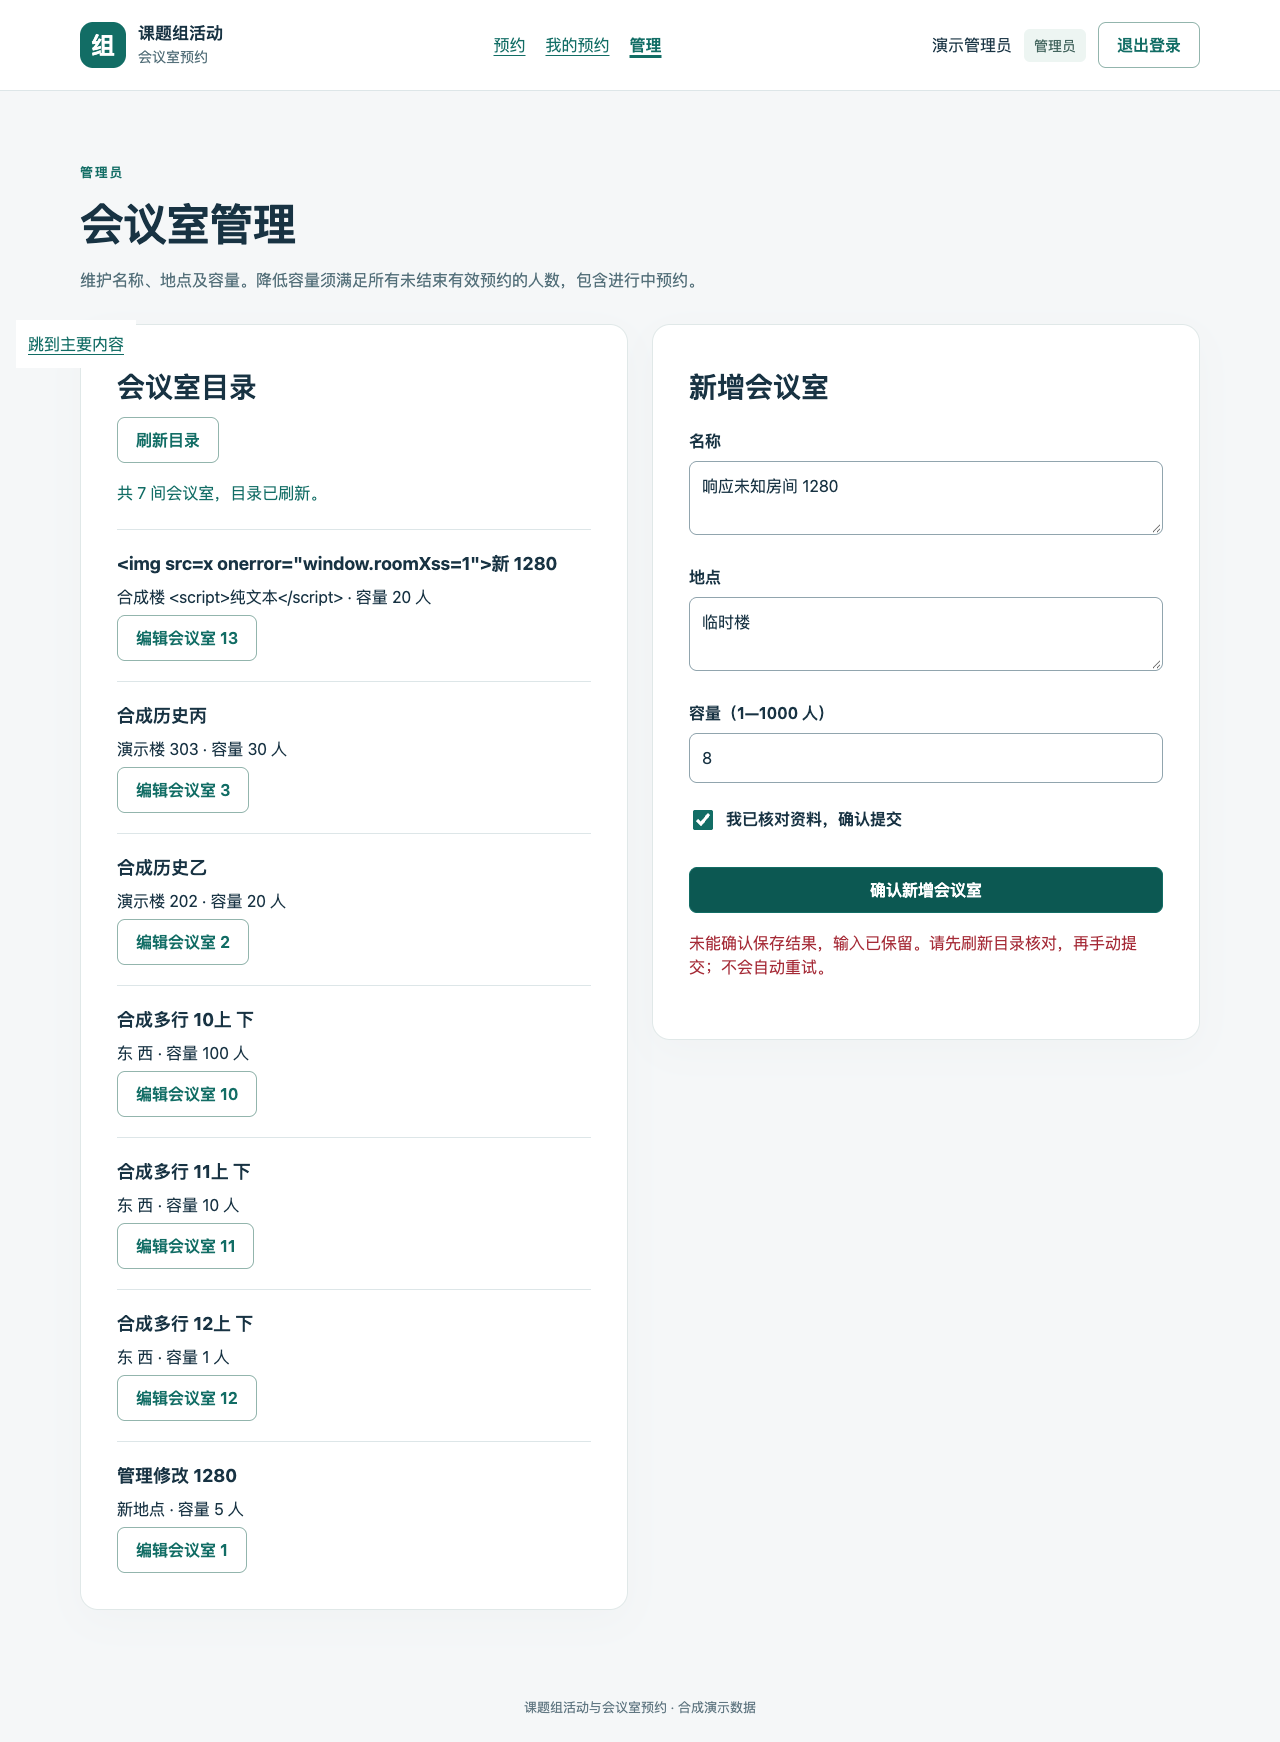 组
课题组活动
会议室预约
预约
我的预约
管理
演示管理员
管理员
退出登录
管理员
会议室管理
维护名称、地点及容量。降低容量须满足所有未结束有效预约的人数，包含进行中预约。
跳到主要内容
会议室目录
刷新目录
共 7 间会议室，目录已刷新。
<img src=x onerror="window.roomXss=1">新 1280
合成楼 <script>纯文本</script> · 容量 20 人
编辑会议室 13
合成历史丙
演示楼 303 · 容量 30 人
编辑会议室 3
合成历史乙
演示楼 202 · 容量 20 人
编辑会议室 2
合成多行 10上 下
东 西 · 容量 100 人
编辑会议室 10
合成多行 11上 下
东 西 · 容量 10 人
编辑会议室 11
合成多行 12上 下
东 西 · 容量 1 人
编辑会议室 12
管理修改 1280
新地点 · 容量 5 人
编辑会议室 1
新增会议室
名称
响应未知房间 1280
地点
临时楼
容量（1—1000 人）
8
我已核对资料，确认提交
确认新增会议室
未能确认保存结果，输入已保留。请先刷新目录核对，再手动提
交；不会自动重试。
课题组活动与会议室预约 · 合成演示数据